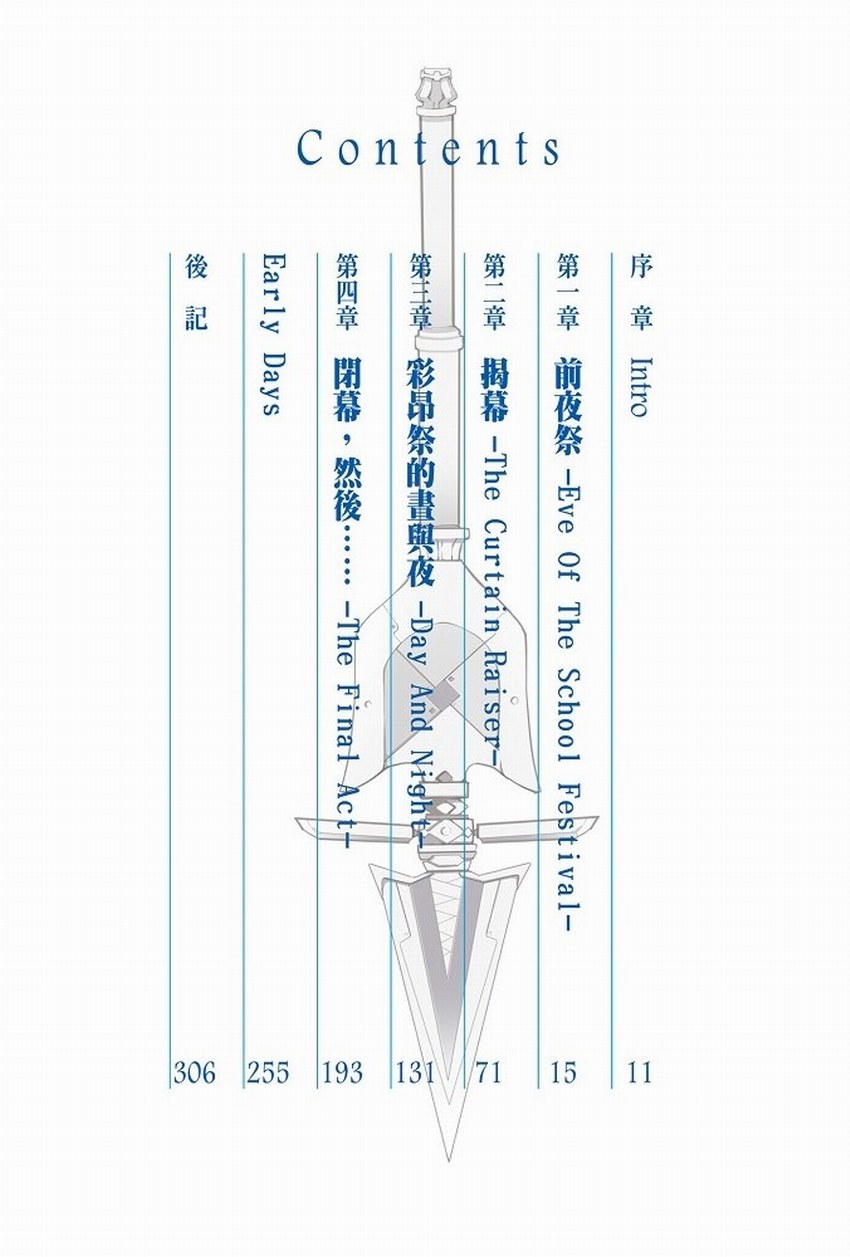 Contents
序章 Intro 11
第一章 前夜祭 -Eve Of The School Festival- 15
第二章 揭幕 -The Curtain Raiser- 71
第三章 彩昂祭的晝與夜 -Day And Night- 131
第四章 閉幕，然後…… -The Final Act- 193
Early Days 255
後記 306